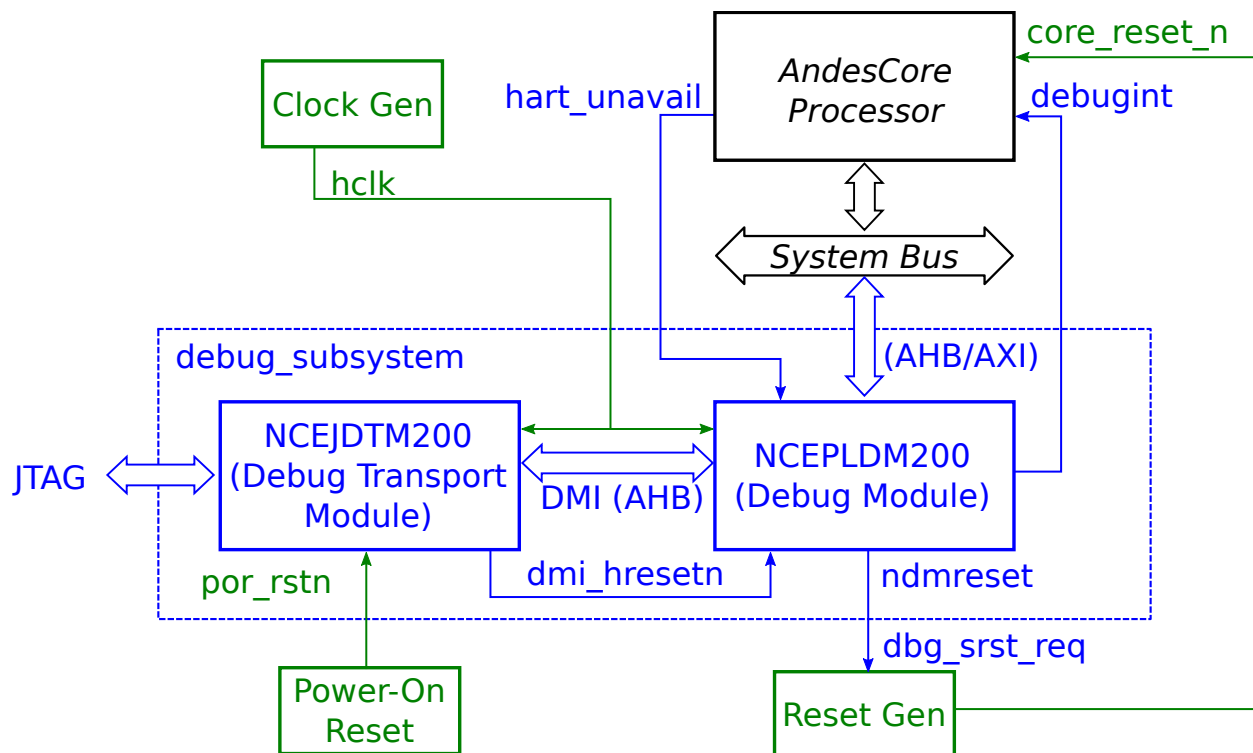 core_reset_n
AndesCore
Processor
hart_unavail
debugint
Clock Gen
hclk
System Bus
debug_subsystem
(AHB/AXI)
NCEJDTM200
(Debug Transport
Module)
NCEPLDM200
(Debug Module)
JTAG
DMI (AHB)
por_rstn
dmi_hresetn
ndmreset
dbg_srst_req
Power-On
Reset
Reset Gen